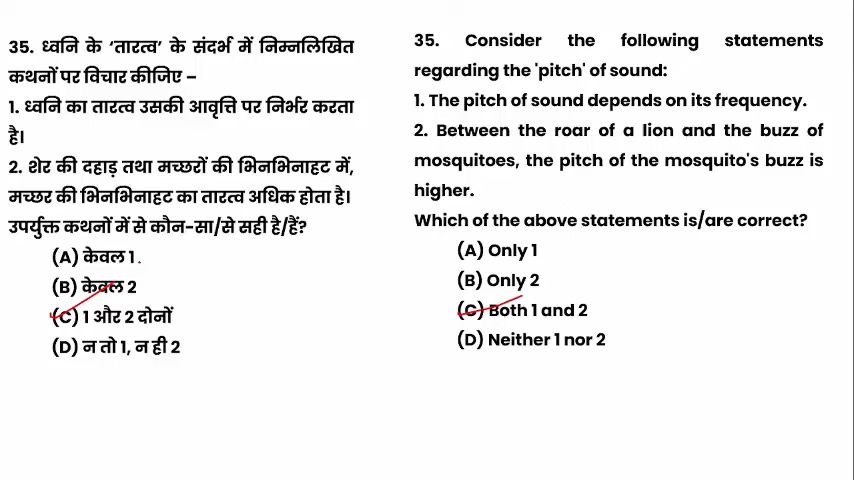 35. ध्वनि के ‘तारत्व’ के संदर्भ में निम्नलिखित
कथनों पर विचार कीजिए –
1. ध्वनि का तारत्व उसकी आवृत्ति पर निर्भर करता
है।
2. शेर की दहाड़ तथा मच्छरों की भिनभिनाहट में,
मच्छर की भिनभिनाहट का तारत्व अधिक होता है।
उपर्युक्त कथनों में से कौन-सा/से सही है/हैं?
(A) केवल 1
(B) केवल 2
(C) 1 और 2 दोनों
(D) न तो 1, न ही 2
35. Consider the following statements
regarding the 'pitch' of sound:
1. The pitch of sound depends on its frequency.
2. Between the roar of a lion and the buzz of
mosquitoes, the pitch of the mosquito's buzz is
higher.
Which of the above statements is/are correct?
(A) Only 1
(B) Only 2
(C) Both 1 and 2
(D) Neither 1 nor 2